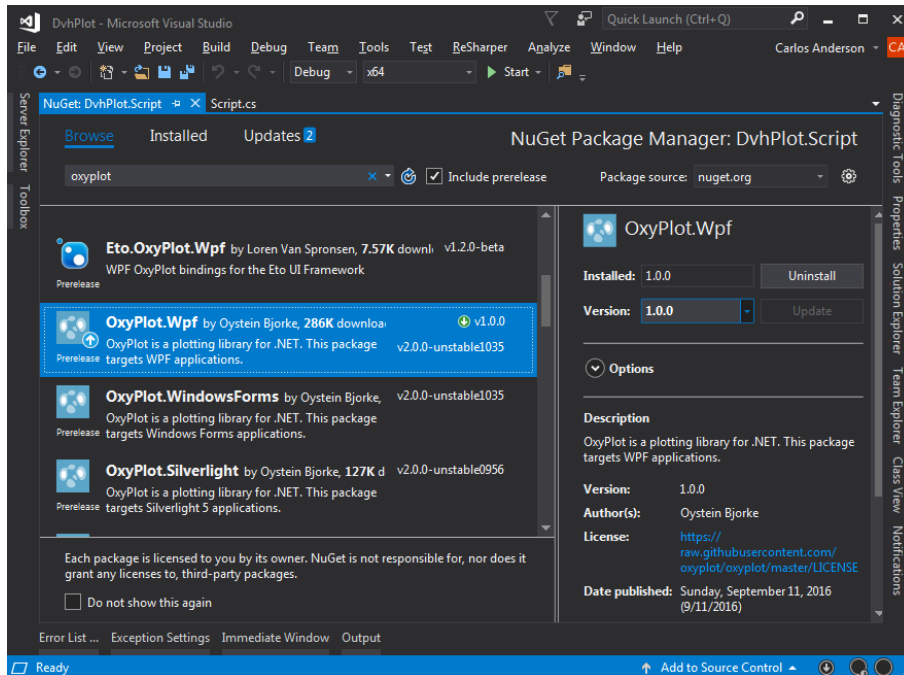 DvhPlot - Microsoft Visual Studio
Quick Launch (Ctrl+Q)
File Edit View Project Build Debug Team Tools Test ReSharper Analyze Window Help Carlos Anderson CA
Debug x64 Start
NuGet: DvhPlot.Script Script.cs
Server Explorer
Toolbox
Browse Installed Updates 2
NuGet Package Manager: DvhPlot.Script
oxyplot
Include prerelease
Package source: nuget.org
Eto.OxyPlot.Wpf by Loren Van Spronsen, 7.57K downl v1.2.0-beta
WPF OxyPlot bindings for the Eto UI Framework
Prerelease
OxyPlot.Wpf by Oystein Bjorke, 286K downloa v1.0.0
OxyPlot is a plotting library for .NET. This package v2.0.0-unstable1035
Prerelease targets WPF applications.
OxyPlot.WindowsForms by Oystein Bjorke, v2.0.0-unstable1035
OxyPlot is a plotting library for .NET. This package
Prerelease targets Windows Forms applications.
OxyPlot.Silverlight by Oystein Bjorke, 127K d v2.0.0-unstable0956
OxyPlot is a plotting library for .NET. This package
Prerelease targets Silverlight 5 applications.
Each package is licensed to you by its owner. NuGet is not responsible for, nor does it
grant any licenses to, third-party packages.
Do not show this again
OxyPlot.Wpf
Installed: 1.0.0 Uninstall
Version: 1.0.0 Update
Options
Description
OxyPlot is a plotting library for .NET. This package
targets WPF applications.
Version: 1.0.0
Author(s): Oystein Bjorke
License: https://
raw.githubusercontent.com/
oxyplot/oxyplot/master/LICENSE
Date published: Sunday, September 11, 2016
(9/11/2016)
Diagnostic Tools
Properties
Solution Explorer
Team Explorer
Class View
Notifications
Error List ... Exception Settings Immediate Window Output
Ready
Add to Source Control